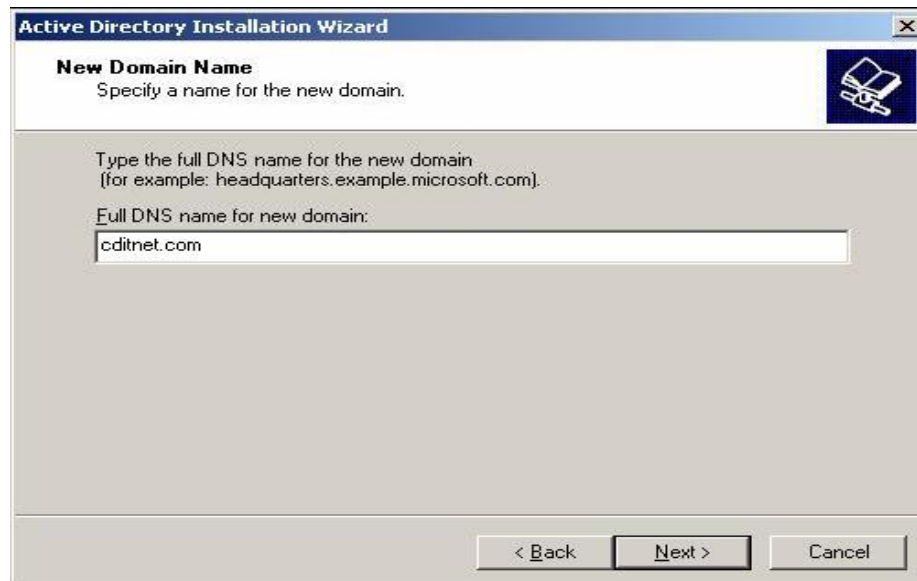 Active Directory Installation Wizard
New Domain Name
Specify a name for the new domain.
Type the full DNS name for the new domain
(for example: headquarters.example.microsoft.com).
Full DNS name for new domain:
cditnet.com
< Back Next > Cancel